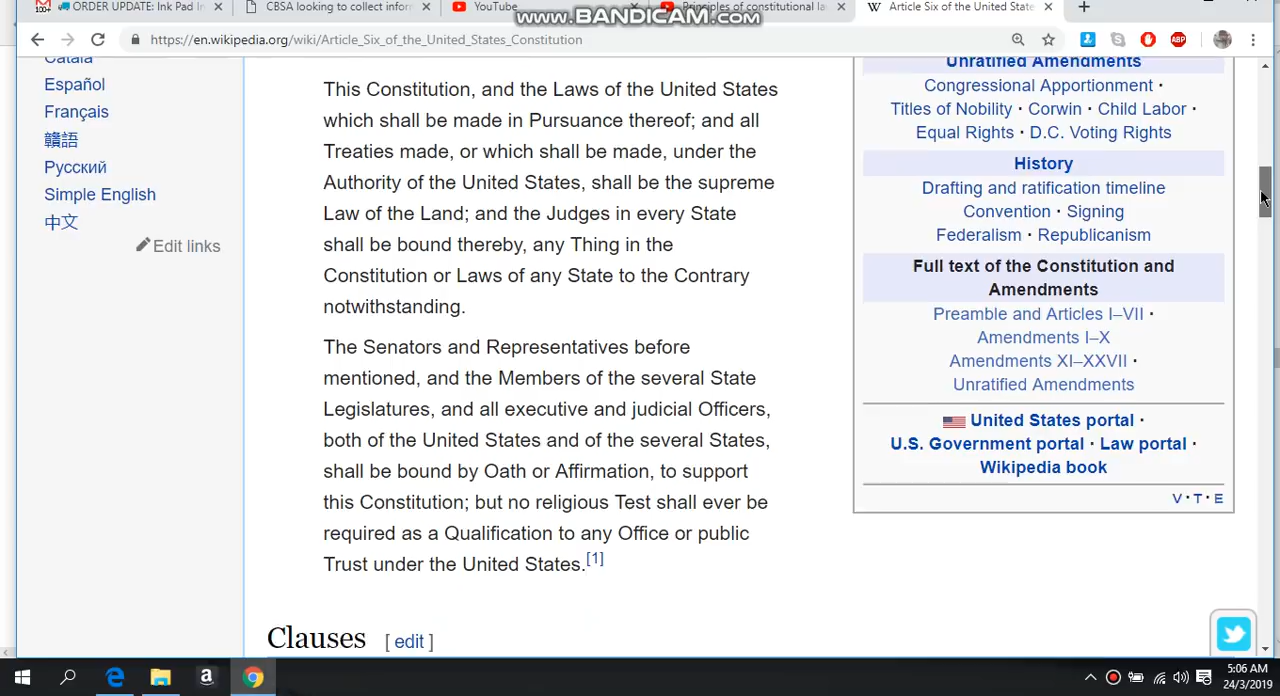 ORDER UPDATE: Ink Pad In
CBSA looking to collect inforr
YouTube
Principles of constitutional la
Article Six of the United State
www.BANDICAM.com
https://en.wikipedia.org/wiki/Article_Six_of_the_United_States_Constitution
ABP
Català
Español
Français
贛語
Русский
Simple English
中文
Edit links
This Constitution, and the Laws of the United States
which shall be made in Pursuance thereof; and all
Treaties made, or which shall be made, under the
Authority of the United States, shall be the supreme
Law of the Land; and the Judges in every State
shall be bound thereby, any Thing in the
Constitution or Laws of any State to the Contrary
notwithstanding.
The Senators and Representatives before
mentioned, and the Members of the several State
Legislatures, and all executive and judicial Officers,
both of the United States and of the several States,
shall be bound by Oath or Affirmation, to support
this Constitution; but no religious Test shall ever be
required as a Qualification to any Office or public
Trust under the United States.[1]
Clauses [ edit ]
Unratified Amendments
Congressional Apportionment ·
Titles of Nobility · Corwin · Child Labor ·
Equal Rights · D.C. Voting Rights
History
Drafting and ratification timeline
Convention · Signing
Federalism · Republicanism
Full text of the Constitution and
Amendments
Preamble and Articles I–VII ·
Amendments I–X
Amendments XI–XXVII ·
Unratified Amendments
United States portal ·
U.S. Government portal · Law portal ·
Wikipedia book
V · T · E
5:06 AM
24/3/2019